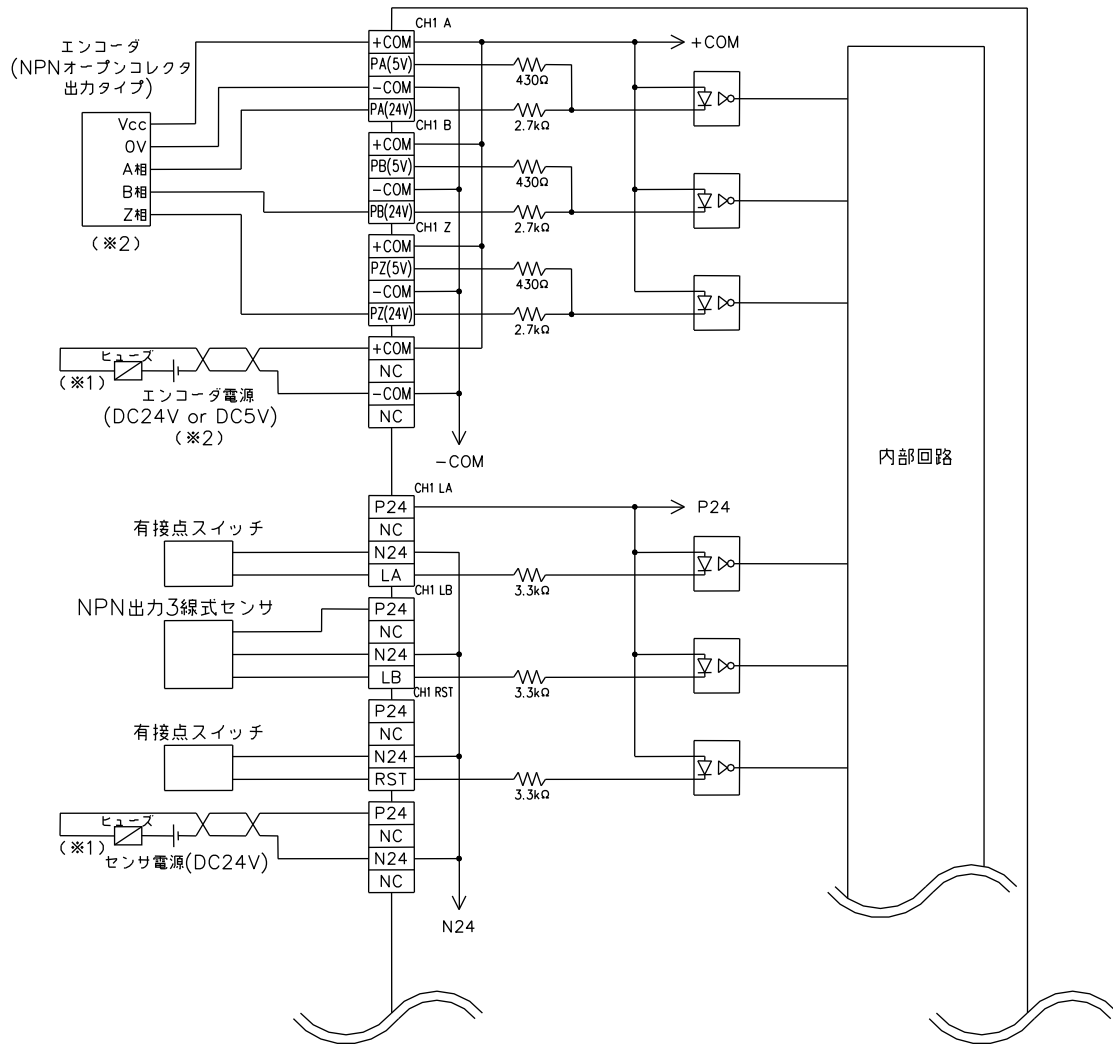 CH1 A
エンコーダ
(NPNオープンコレクタ
出力タイプ)
Vcc
0V
A相
B相
Z相
(※2)
+COM
PA(5V)
-COM
PA(24V)
430Ω
2.7kΩ
+COM
CH1 B
+COM
PB(5V)
-COM
PB(24V)
430Ω
2.7kΩ
CH1 Z
+COM
PZ(5V)
-COM
PZ(24V)
430Ω
2.7kΩ
+COM
NC
-COM
NC
ヒューズ
(※1)
エンコーダ電源
(DC24V or DC5V)
(※2)
-COM
内部回路
CH1 LA
P24
NC
N24
LA
P24
有接点スイッチ
3.3kΩ
CH1 LB
NPN出力3線式センサ
P24
NC
N24
LB
3.3kΩ
CH1 RST
有接点スイッチ
P24
NC
N24
RST
3.3kΩ
P24
NC
N24
NC
ヒューズ
(※1)
センサ電源(DC24V)
N24